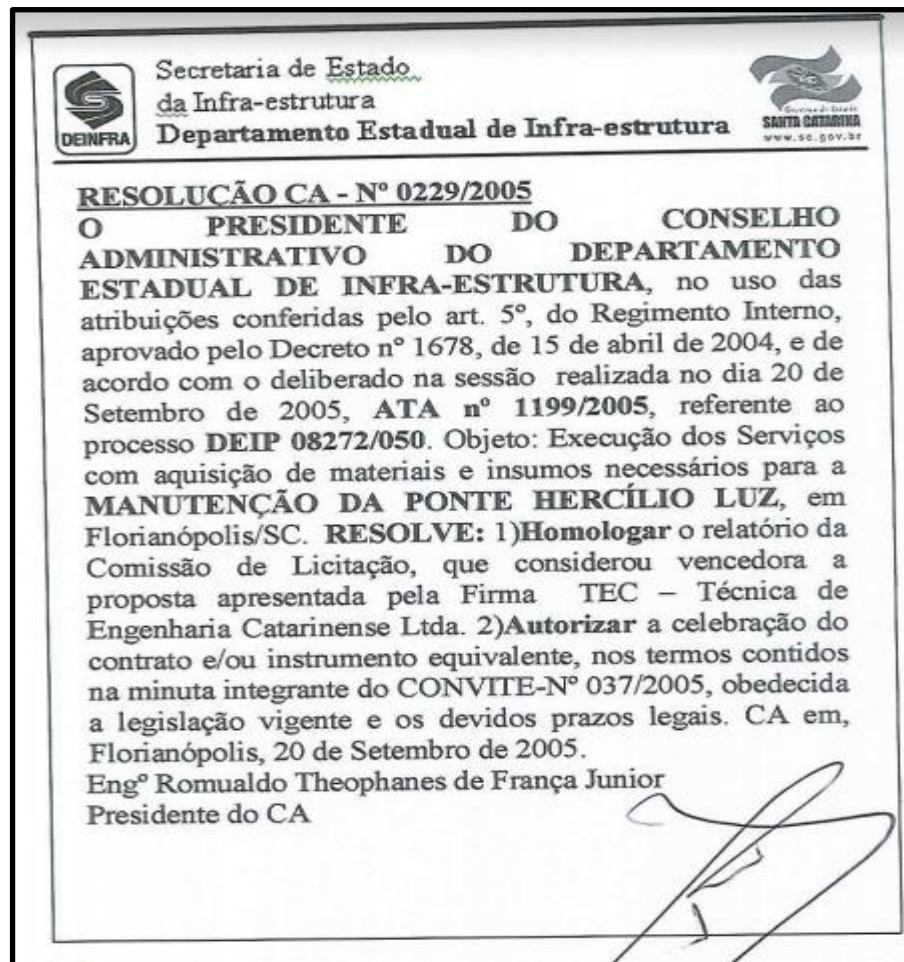 Secretaria de Estado
da Infra-estrutura
Departamento Estadual de Infra-estrutura
DEINFRA
Governo do Estado
SANTA CATARINA
www.sc.gov.br
RESOLUÇÃO CA - Nº 0229/2005
O PRESIDENTE DO CONSELHO
ADMINISTRATIVO DO DEPARTAMENTO
ESTADUAL DE INFRA-ESTRUTURA, no uso das
atribuições conferidas pelo art. 5º, do Regimento Interno,
aprovado pelo Decreto nº 1678, de 15 de abril de 2004, e de
acordo com o deliberado na sessão realizada no dia 20 de
Setembro de 2005, ATA nº 1199/2005, referente ao
processo DEIP 08272/050. Objeto: Execução dos Serviços
com aquisição de materiais e insumos necessários para a
MANUTENÇÃO DA PONTE HERCÍLIO LUZ, em
Florianópolis/SC. RESOLVE: 1)Homologar o relatório da
Comissão de Licitação, que considerou vencedora a
proposta apresentada pela Firma TEC – Técnica de
Engenharia Catarinense Ltda. 2)Autorizar a celebração do
contrato e/ou instrumento equivalente, nos termos contidos
na minuta integrante do CONVITE-Nº 037/2005, obedecida
a legislação vigente e os devidos prazos legais. CA em,
Florianópolis, 20 de Setembro de 2005.
Engº Romualdo Theophanes de França Junior
Presidente do CA